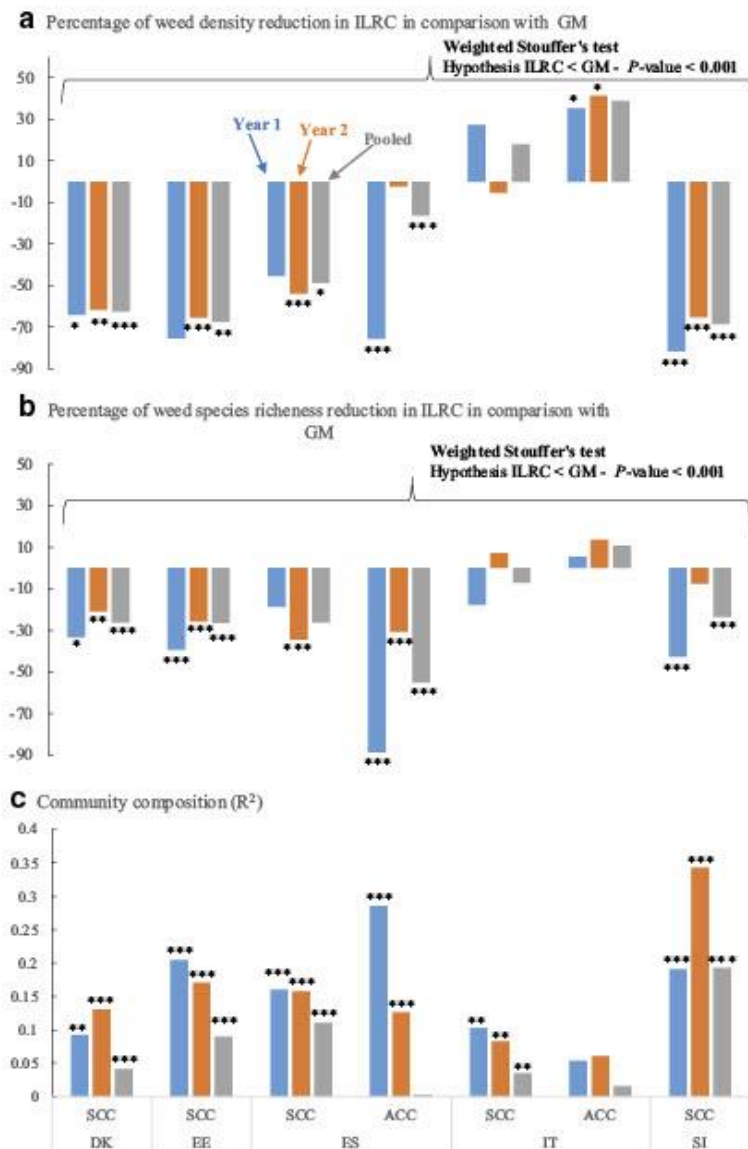 a Percentage of weed density reduction in ILRC in comparison with GM
Weighted Stouffer's test
Hypothesis ILRC < GM - P-value < 0.001
50
30
10
-10
-30
-50
-70
-90
Year 1
Year 2
Pooled
* ** ***
*** **
*** *
*** ***
* *
*** *** ***
b Percentage of weed species richeness reduction in ILRC in comparison with
GM
Weighted Stouffer's test
Hypothesis ILRC < GM - P-value < 0.001
50
30
10
-10
-30
-50
-70
-90
* ** ***
*** *** ***
***
*** *** ***
*** ***
c Community composition (R²)
0.4
0.35
0.3
0.25
0.2
0.15
0.1
0.05
0
** *** ***
*** *** ***
*** *** ***
*** ***
** ** **
*** *** ***
SCC SCC SCC ACC SCC ACC SCC
DK EE ES IT SI